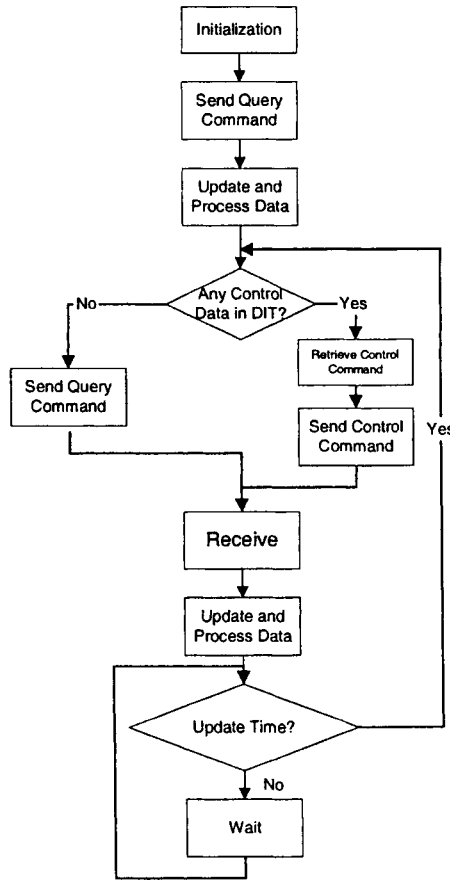 Initialization
Send Query
Command
Update and
Process Data
Any Control
Data in DIT?
No
Yes
Retrieve Control
Command
Send Query
Command
Send Control
Command
Yes
Receive
Update and
Process Data
Update Time?
No
Wait